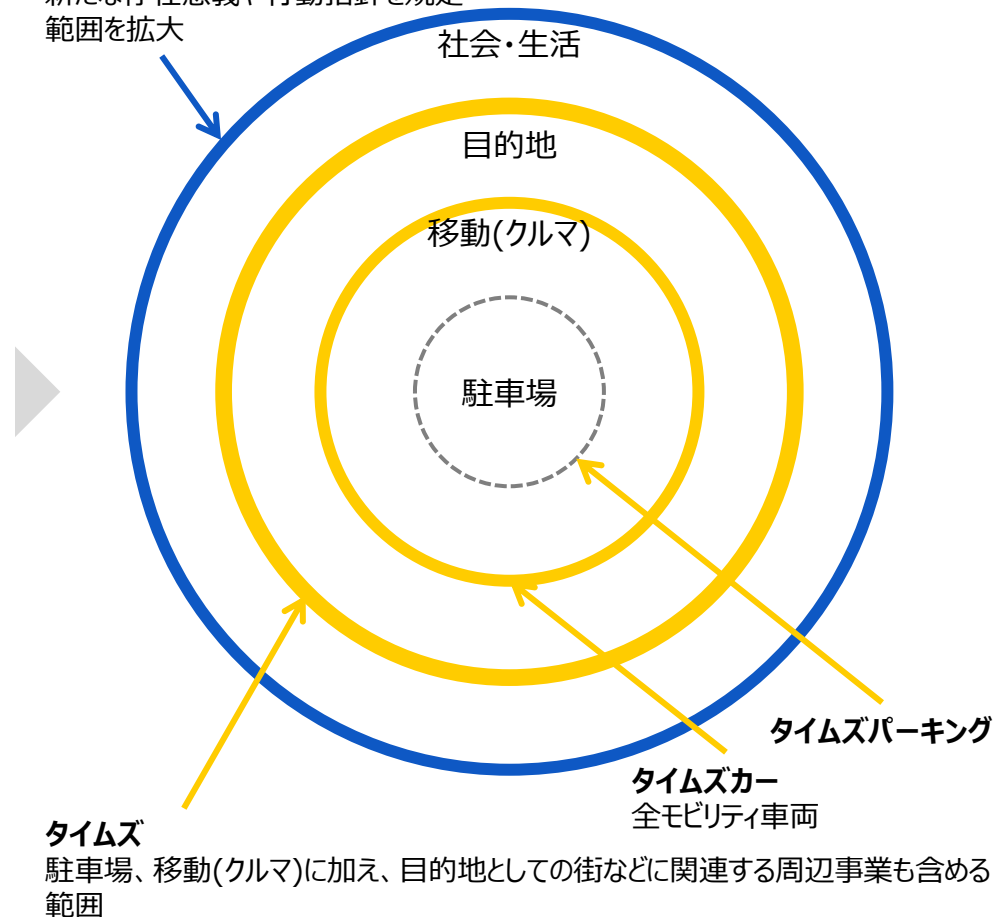 範囲を拡大
社会・生活
目的地
移動(クルマ)
駐車場
タイムズパーキング
タイムズカー
全モビリティ車両
タイムズ
駐車場、移動(クルマ)に加え、目的地としての街などに関連する周辺事業も含める
範囲